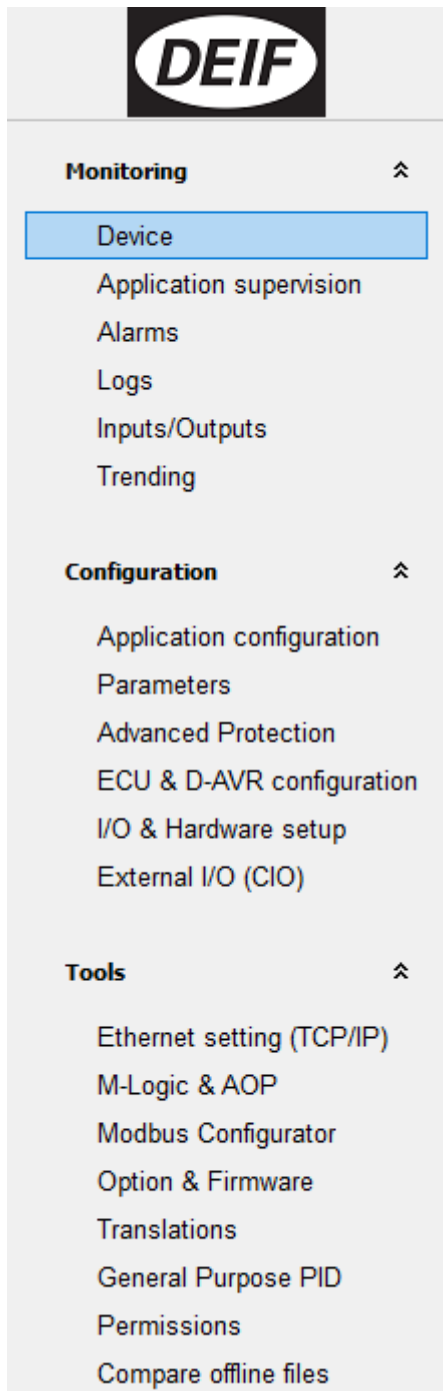 DEIF
Monitoring
Device
Application supervision
Alarms
Logs
Inputs/Outputs
Trending
Configuration
Application configuration
Parameters
Advanced Protection
ECU & D-AVR configuration
I/O & Hardware setup
External I/O (CIO)
Tools
Ethernet setting (TCP/IP)
M-Logic & AOP
Modbus Configurator
Option & Firmware
Translations
General Purpose PID
Permissions
Compare offline files